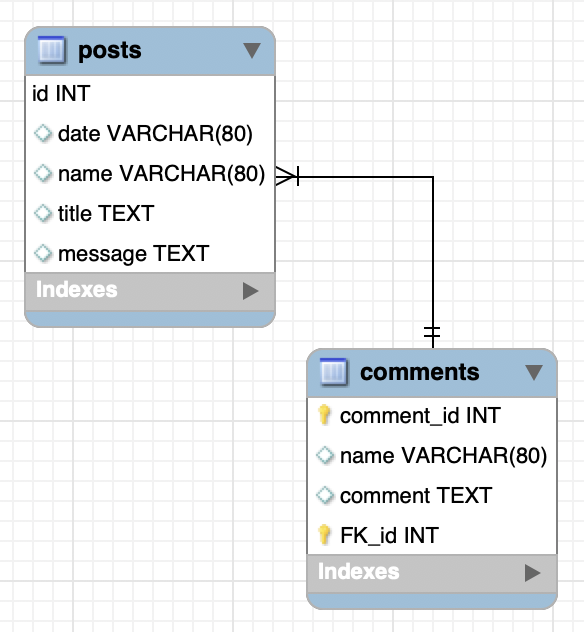 posts
id INT
date VARCHAR(80)
name VARCHAR(80)
title TEXT
message TEXT
Indexes
comments
comment_id INT
name VARCHAR(80)
comment TEXT
FK_id INT
Indexes